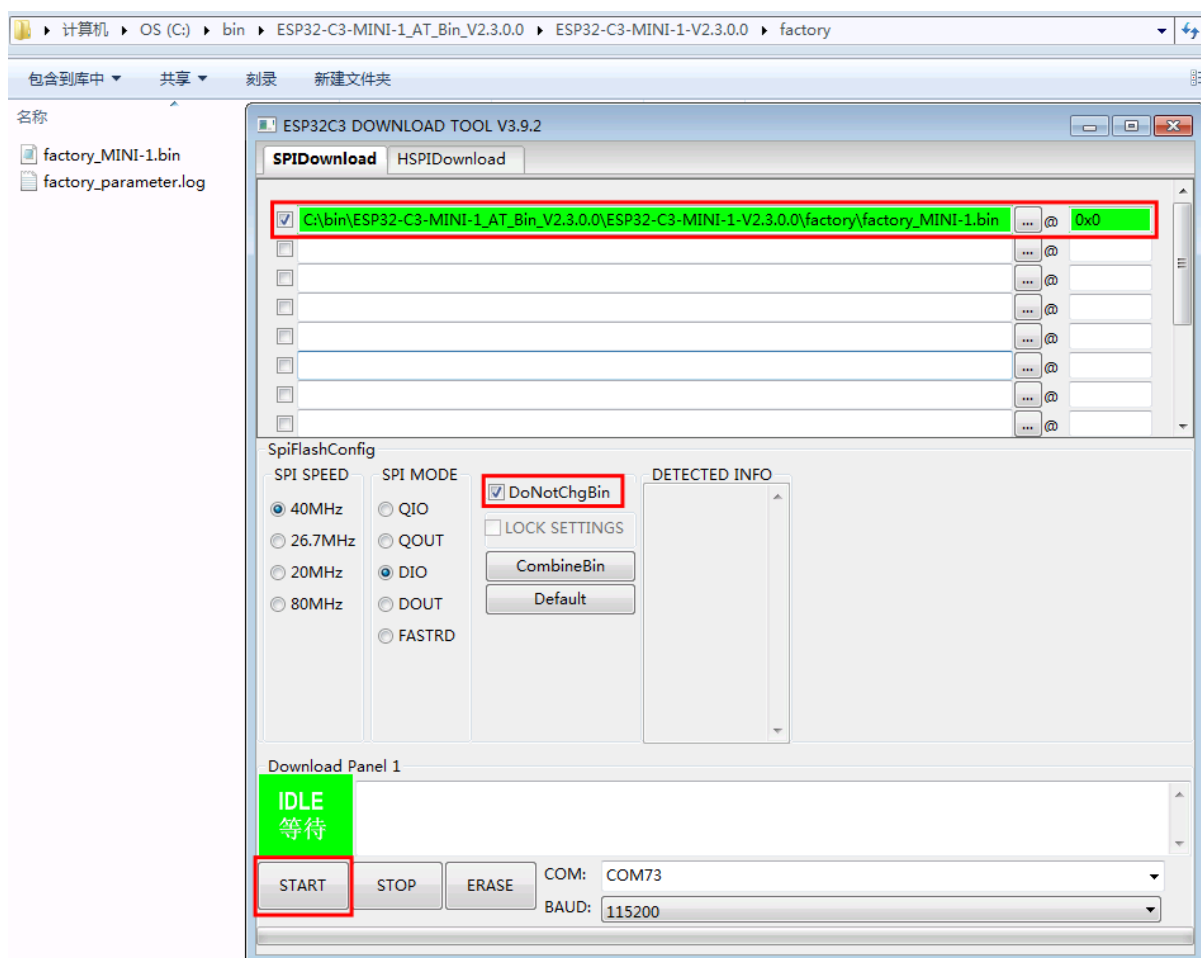 计算机 OS (C:) bin ESP32-C3-MINI-1_AT_Bin_V2.3.0.0 ESP32-C3-MINI-1-V2.3.0.0 factory
包含到库中 共享 刻录 新建文件夹
名称
factory_MINI-1.bin
factory_parameter.log
ESP32C3 DOWNLOAD TOOL V3.9.2
SPIDownload HSPIDownload
C:\bin\ESP32-C3-MINI-1_AT_Bin_V2.3.0.0\ESP32-C3-MINI-1-V2.3.0.0\factory\factory_MINI-1.bin ... @ 0x0
... @
... @
... @
... @
... @
... @
... @
SpiFlashConfig
SPI SPEED SPI MODE DETECTED INFO
DoNotChgBin
40MHz QIO
LOCK SETTINGS
26.7MHz QOUT
CombineBin
20MHz DIO
Default
80MHz DOUT
FASTRD
Download Panel 1
IDLE
等待
START STOP ERASE
COM: COM73
BAUD: 115200